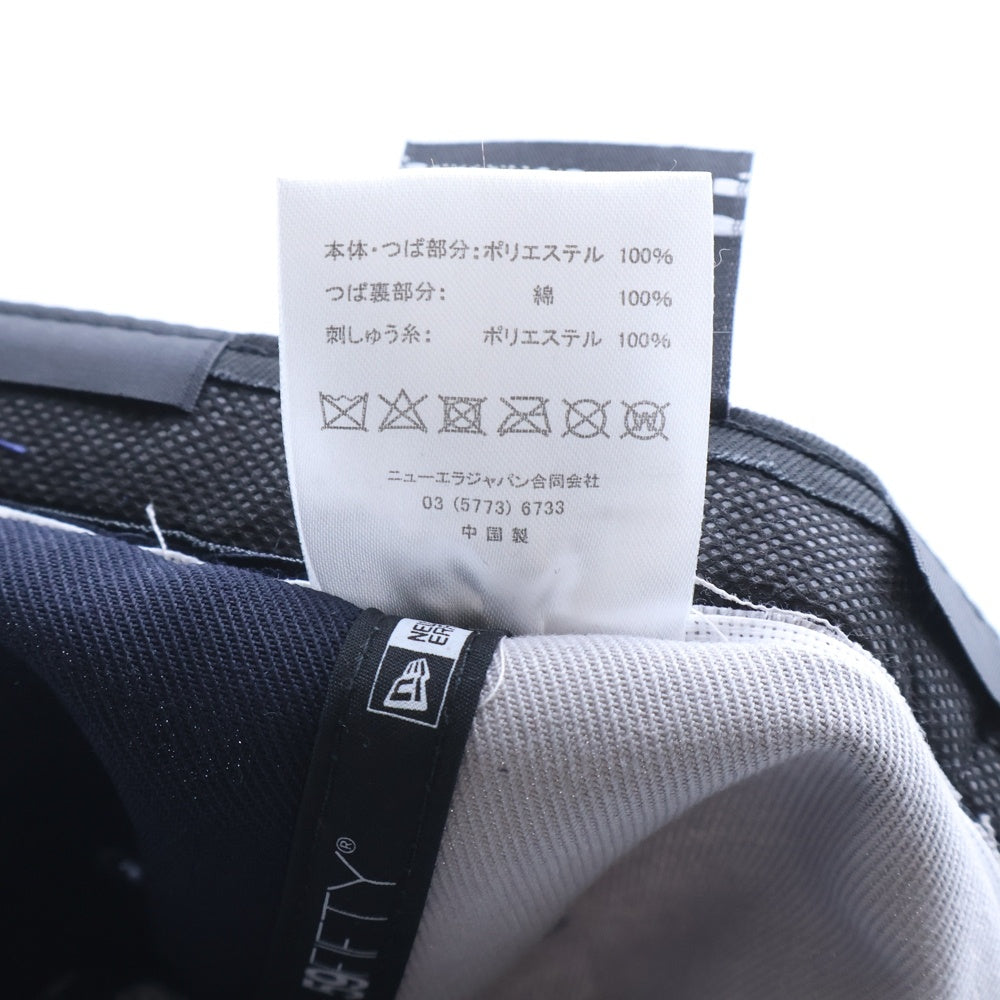 本体・つば部分:ポリエステル 100%
つば裏部分: 綿 100%
刺しゅう糸: ポリエステル 100%
ニューエラジャパン合同会社
03 (5773) 6733
中国製
NEW ERA
59FIFTY®